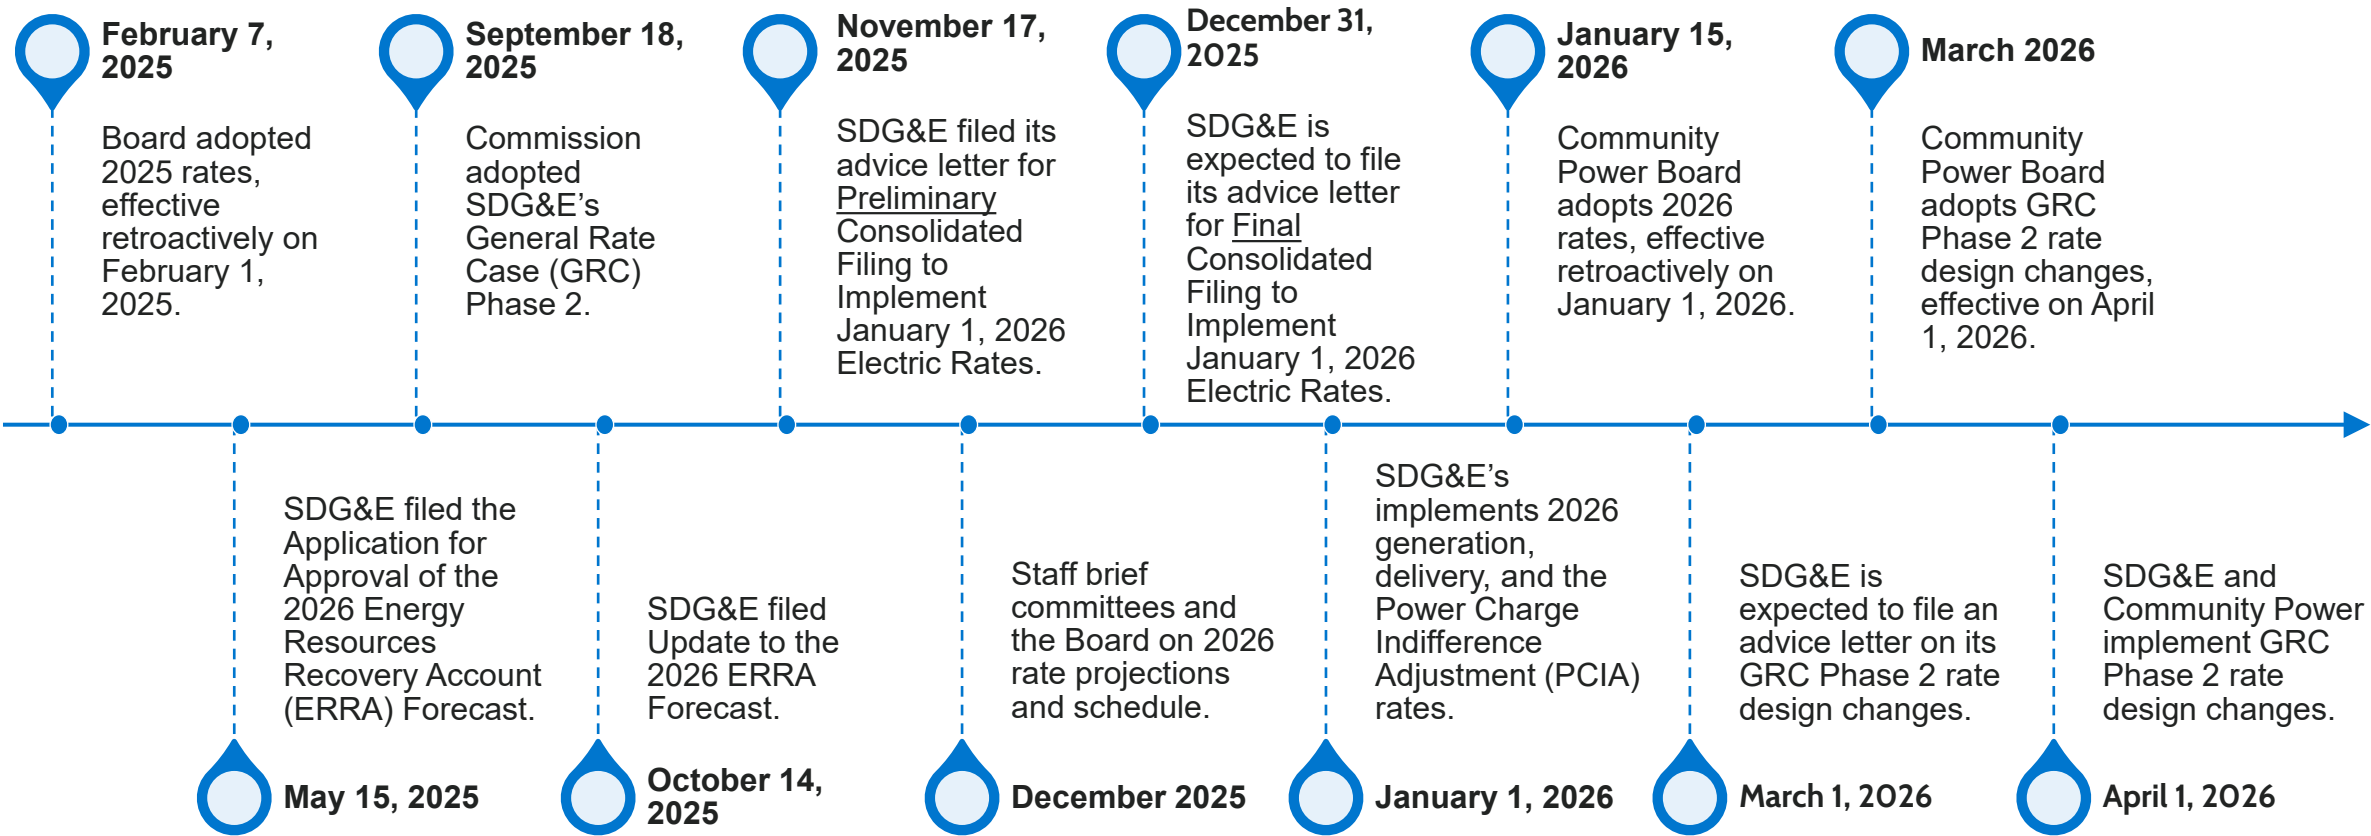 February 7,
2025
Board adopted
2025 rates,
effective
retroactively on
February 1,
2025.
September 18,
2025
Commission
adopted
SDG&E’s
General Rate
Case (GRC)
Phase 2.
November 17,
2025
SDG&E filed its
advice letter for
Preliminary
Consolidated
Filing to
Implement
January 1, 2026
Electric Rates.
December 31,
2025
SDG&E is
expected to file
its advice letter
for Final
Consolidated
Filing to
Implement
January 1, 2026
Electric Rates.
January 15,
2026
Community
Power Board
adopts 2026
rates, effective
retroactively on
January 1, 2026.
March 2026
Community
Power Board
adopts GRC
Phase 2 rate
design changes,
effective on April
1, 2026.
SDG&E filed the
Application for
Approval of the
2026 Energy
Resources
Recovery Account
(ERRA) Forecast.
May 15, 2025
SDG&E filed
Update to the
2026 ERRA
Forecast.
October 14,
2025
Staff brief
committees and
the Board on 2026
rate projections
and schedule.
December 2025
SDG&E’s
implements 2026
generation,
delivery, and the
Power Charge
Indifference
Adjustment (PCIA)
rates.
January 1, 2026
SDG&E is
expected to file an
advice letter on its
GRC Phase 2 rate
design changes.
March 1, 2026
SDG&E and
Community Power
implement GRC
Phase 2 rate
design changes.
April 1, 2026